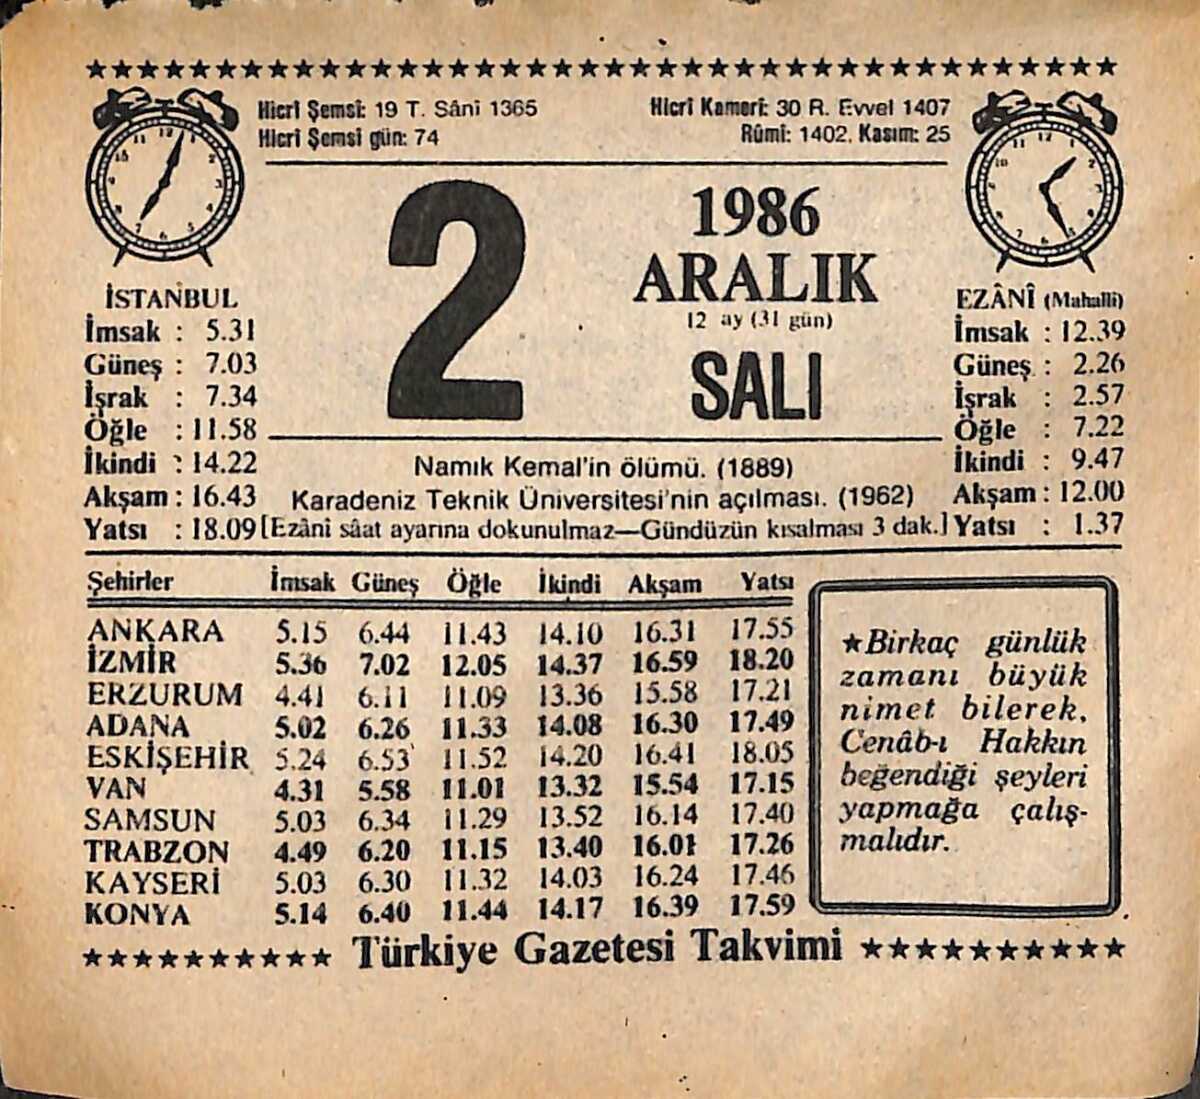 Hicrî Şemsî: 19 T. Sâni 1365
Hicrî Şemsî gün: 74
Hicrî Kamerî: 30 R. Evvel 1407
Rûmî: 1402, Kasım: 25
2
1986
ARALIK
12 ay (31 gün)
SALI
İSTANBUL
İmsak : 5.31
Güneş : 7.03
İşrak : 7.34
Öğle : 11.58
İkindi : 14.22
Akşam : 16.43
Yatsı : 18.09
EZÂNÎ (Mahallî)
İmsak : 12.39
Güneş : 2.26
İşrak : 2.57
Öğle : 7.22
İkindi : 9.47
Akşam : 12.00
Yatsı : 1.37
Namık Kemal'in ölümü. (1889)
Karadeniz Teknik Üniversitesi'nin açılması. (1962)
[Ezânî sâat ayarına dokunulmaz—Gündüzün kısalması 3 dak.]
Şehirler İmsak Güneş Öğle İkindi Akşam Yatsı
ANKARA 5.15 6.44 11.43 14.10 16.31 17.55
İZMİR 5.36 7.02 12.05 14.37 16.59 18.20
ERZURUM 4.41 6.11 11.09 13.36 15.58 17.21
ADANA 5.02 6.26 11.33 14.08 16.30 17.49
ESKİŞEHİR 5.24 6.53 11.52 14.20 16.41 18.05
VAN 4.31 5.58 11.01 13.32 15.54 17.15
SAMSUN 5.03 6.34 11.29 13.52 16.14 17.40
TRABZON 4.49 6.20 11.15 13.40 16.01 17.26
KAYSERİ 5.03 6.30 11.32 14.03 16.24 17.46
KONYA 5.14 6.40 11.44 14.17 16.39 17.59
★Birkaç günlük
zamanı büyük
nimet bilerek,
Cenâb-ı Hakkın
beğendiği şeyleri
yapmağa çalış-
malıdır.
Türkiye Gazetesi Takvimi